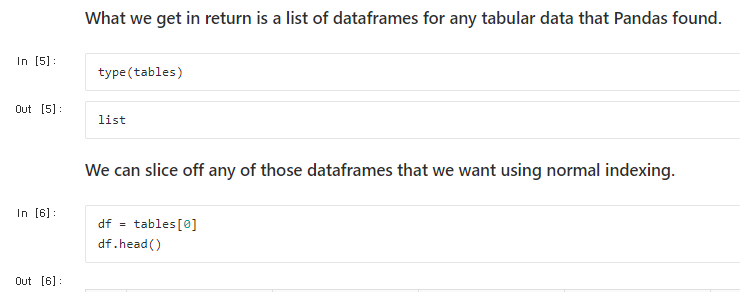 What we get in return is a list of dataframes for any tabular data that Pandas found.
In [5]:
type(tables)
Out [5]:
list
We can slice off any of those dataframes that we want using normal indexing.
In [6]:
df = tables[0]
df.head()
Out [6]: